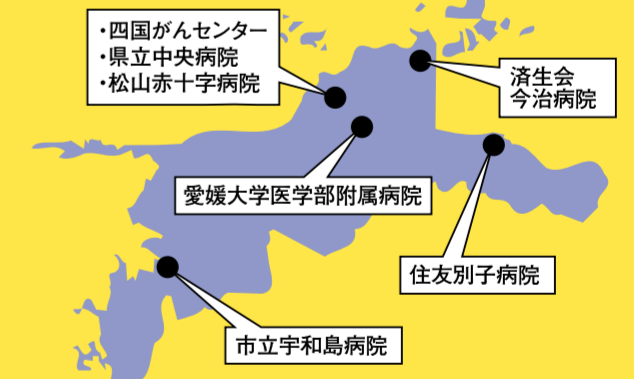 ・四国がんセンター
・県立中央病院
・松山赤十字病院
済生会
今治病院
愛媛大学医学部附属病院
住友別子病院
市立宇和島病院